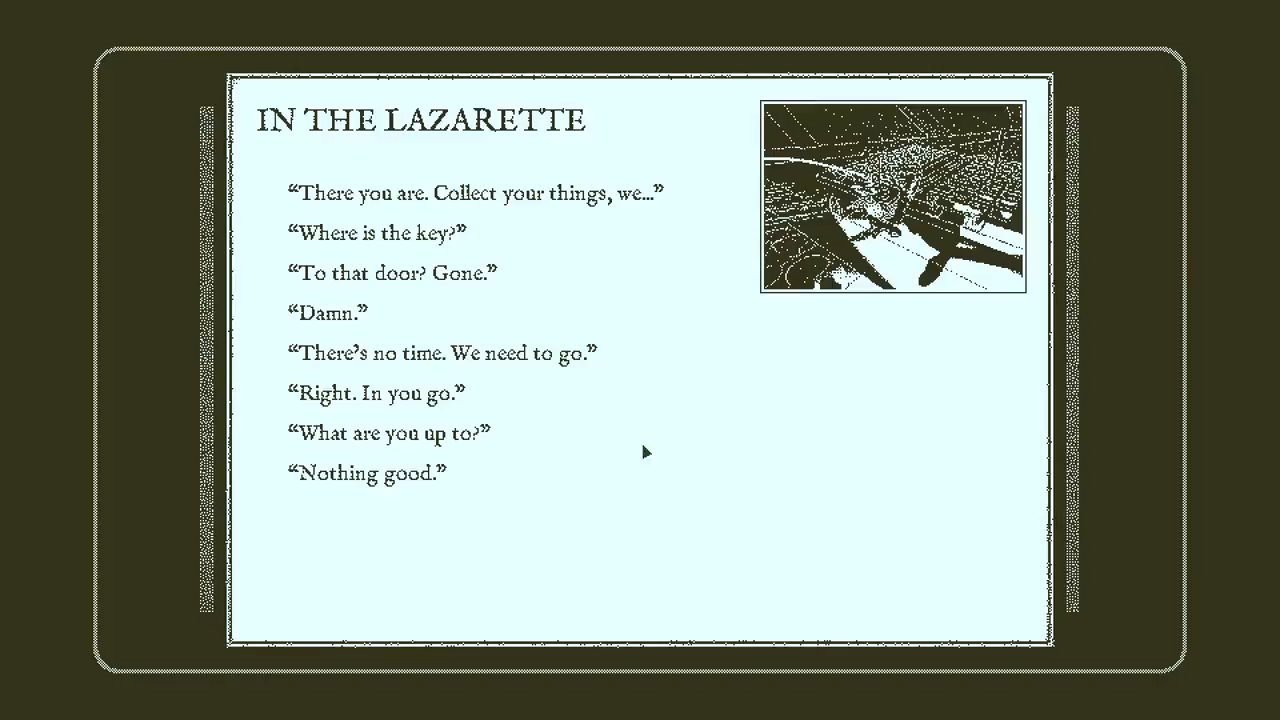 IN THE LAZARETTE
“There you are. Collect your things, we...”
“Where is the key?”
“To that door? Gone.”
“Damn.”
“There’s no time. We need to go.”
“Right. In you go.”
“What are you up to?”
“Nothing good.”